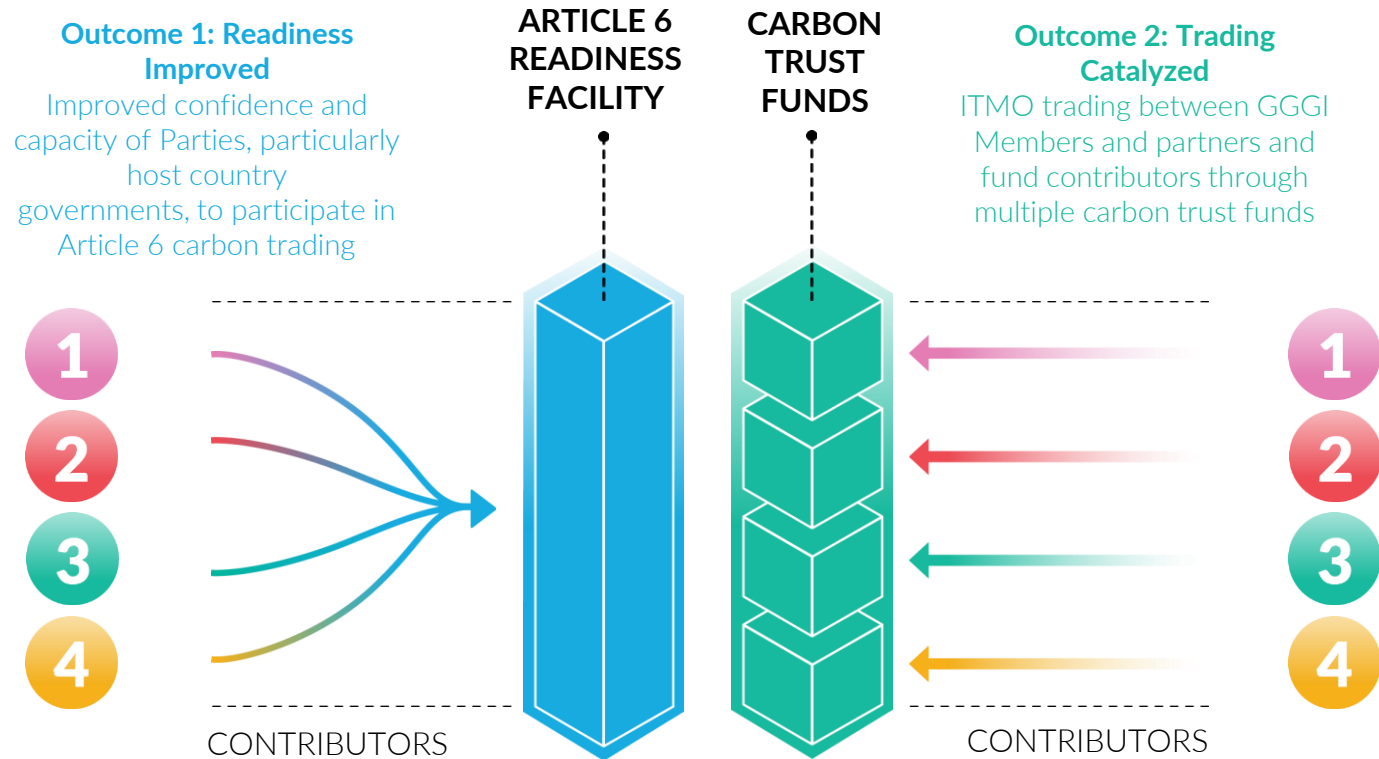 Outcome 1: Readiness
Improved
Improved confidence and
capacity of Parties, particularly
host country
governments, to participate in
Article 6 carbon trading
ARTICLE 6
READINESS
FACILITY
CARBON
TRUST
FUNDS
Outcome 2: Trading
Catalyzed
ITMO trading between GGGI
Members and partners and
fund contributors through
multiple carbon trust funds
1
2
3
4
CONTRIBUTORS
1
2
3
4
CONTRIBUTORS